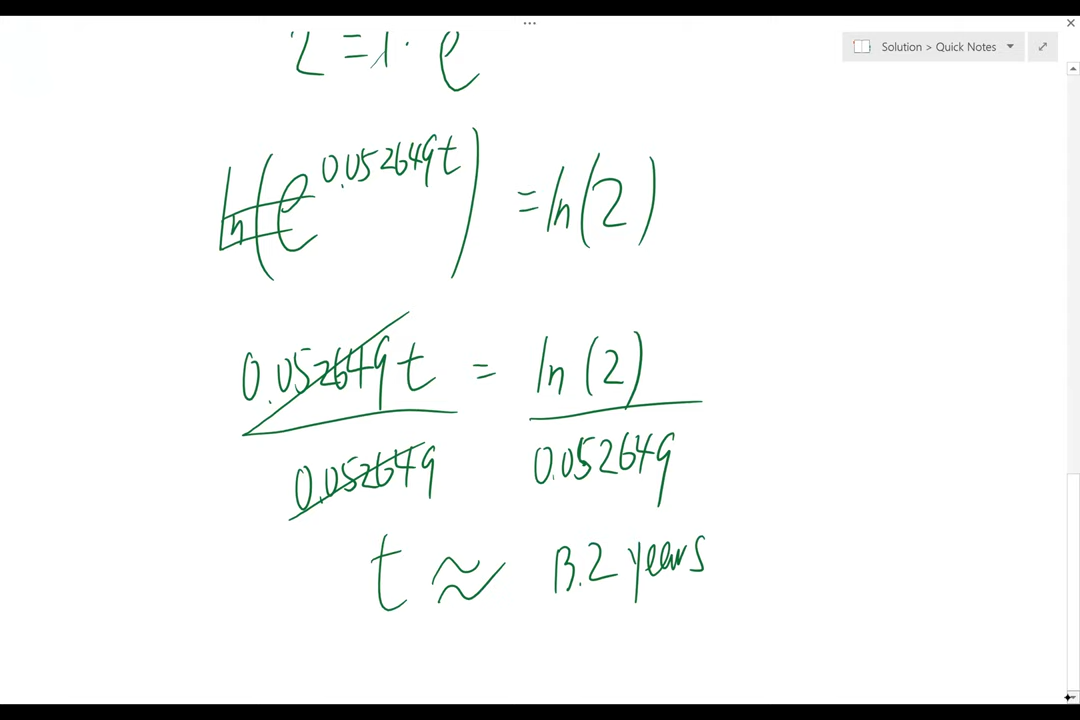 Solution > Quick Notes
2 = 1 · e
ln(e^0.052649t) = ln(2)
0.052649t = ln(2)
0.052649 0.052649
t ≈ 13.2 years